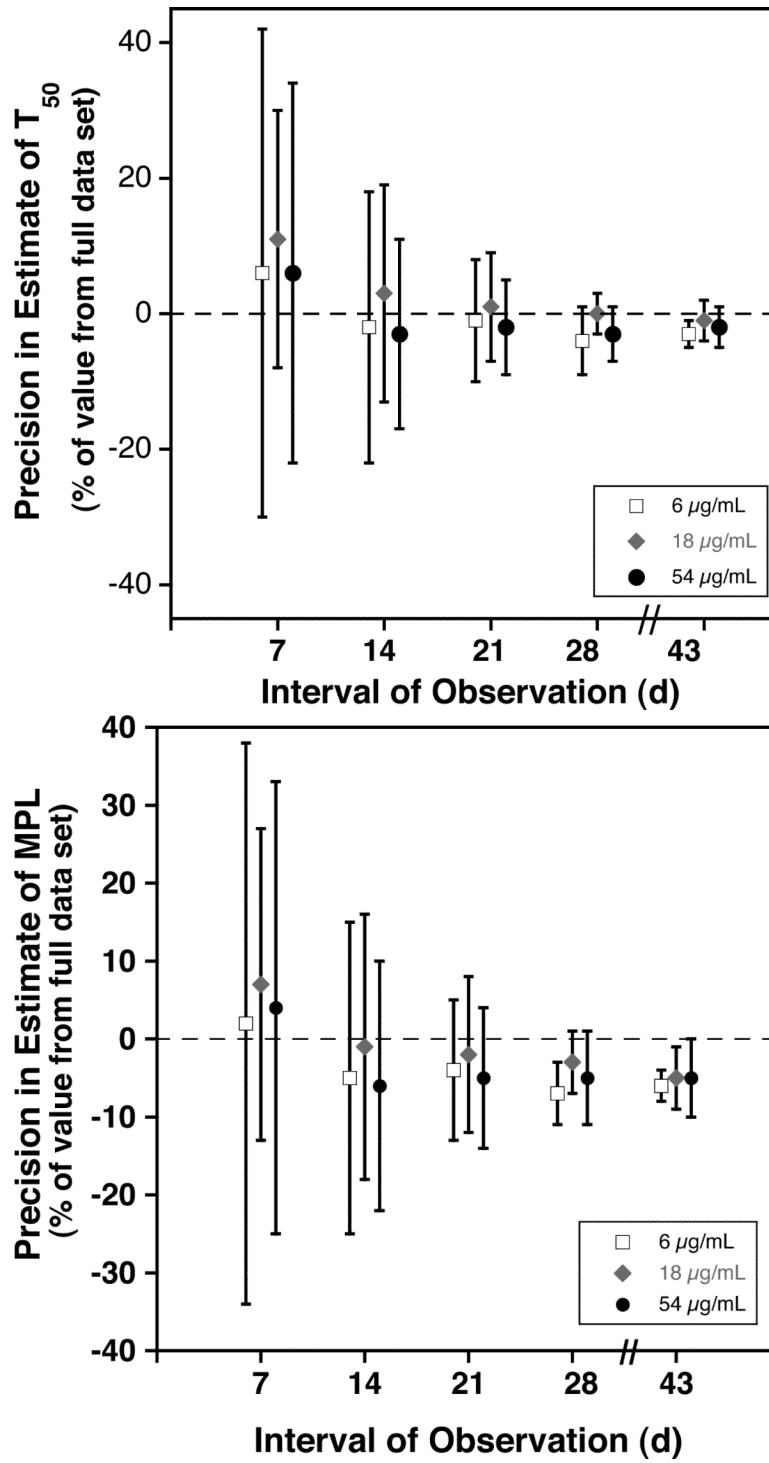 Precision in Estimate of T50
(% of value from full data set)
40
20
0
-20
-40
6 µg/mL
18 µg/mL
54 µg/mL
7 14 21 28 43
Interval of Observation (d)
Precision in Estimate of MPL
(% of value from full data set)
40
30
20
10
0
-10
-20
-30
-40
6 µg/mL
18 µg/mL
54 µg/mL
7 14 21 28 43
Interval of Observation (d)